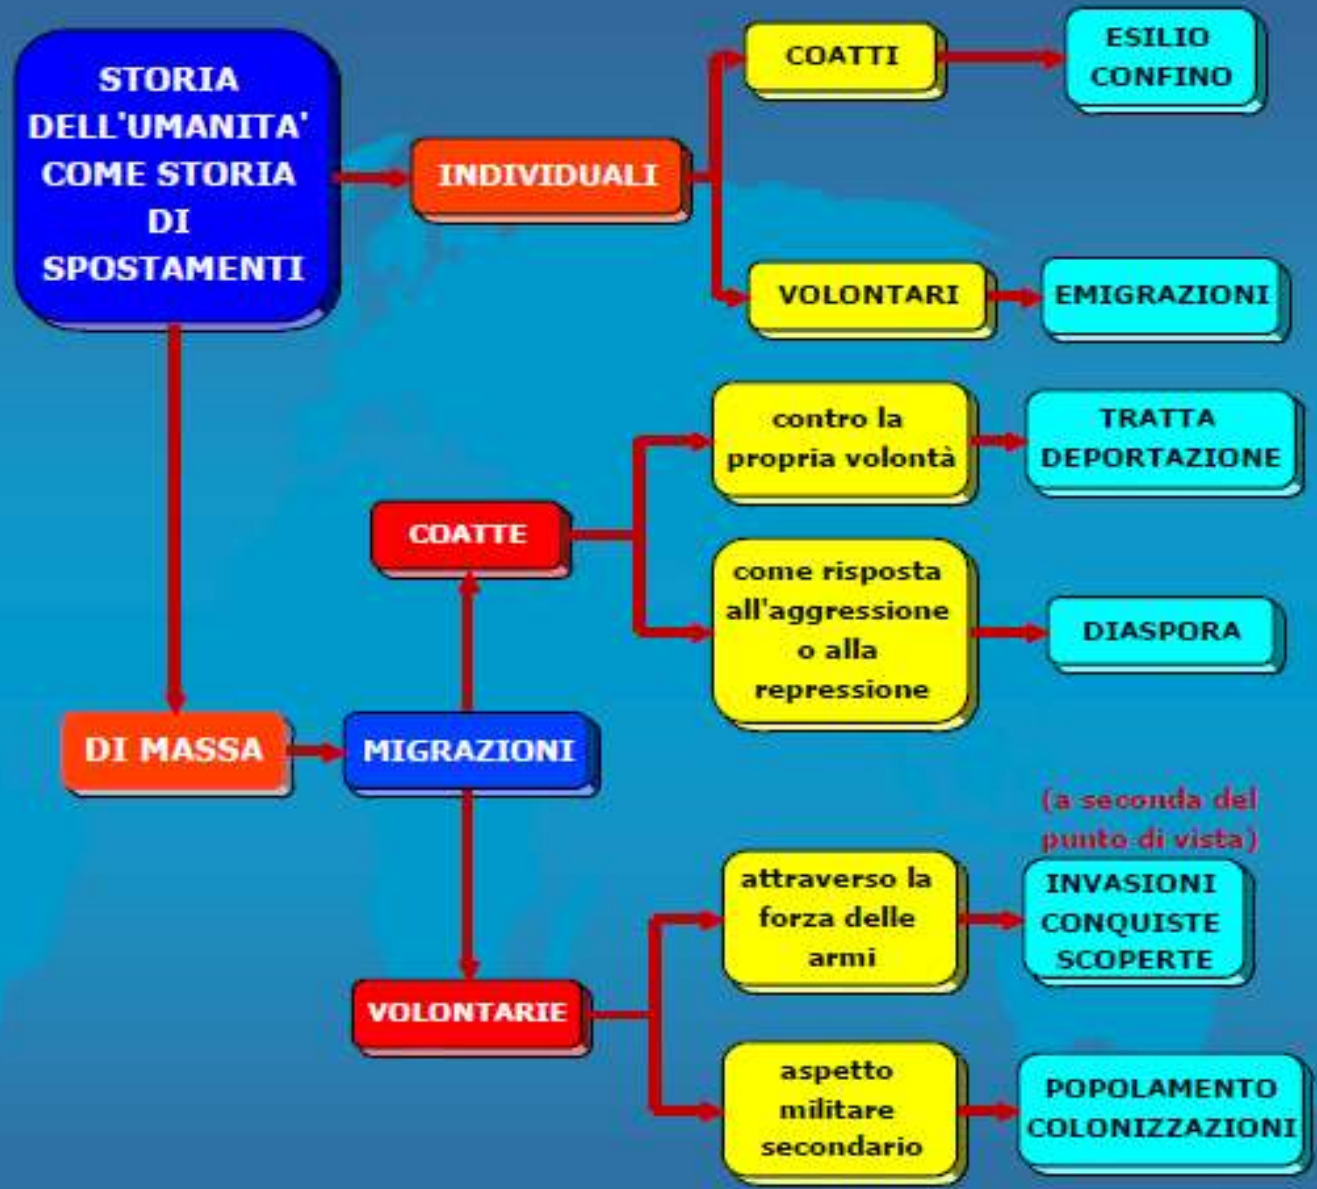 STORIA
DELL'UMANITA'
COME STORIA
DI
SPOSTAMENTI
INDIVIDUALI
COATTI
ESILIO
CONFINO
VOLONTARI
EMIGRAZIONI
DI MASSA
MIGRAZIONI
COATTE
contro la
propria volontà
TRATTA
DEPORTAZIONE
come risposta
all'aggressione
o alla
repressione
DIASPORA
VOLONTARIE
attraverso la
forza delle
armi
(a seconda del
punto di vista)
INVASIONI
CONQUISTE
SCOPERTE
aspetto
militare
secondario
POPOLAMENTO
COLONIZZAZIONI